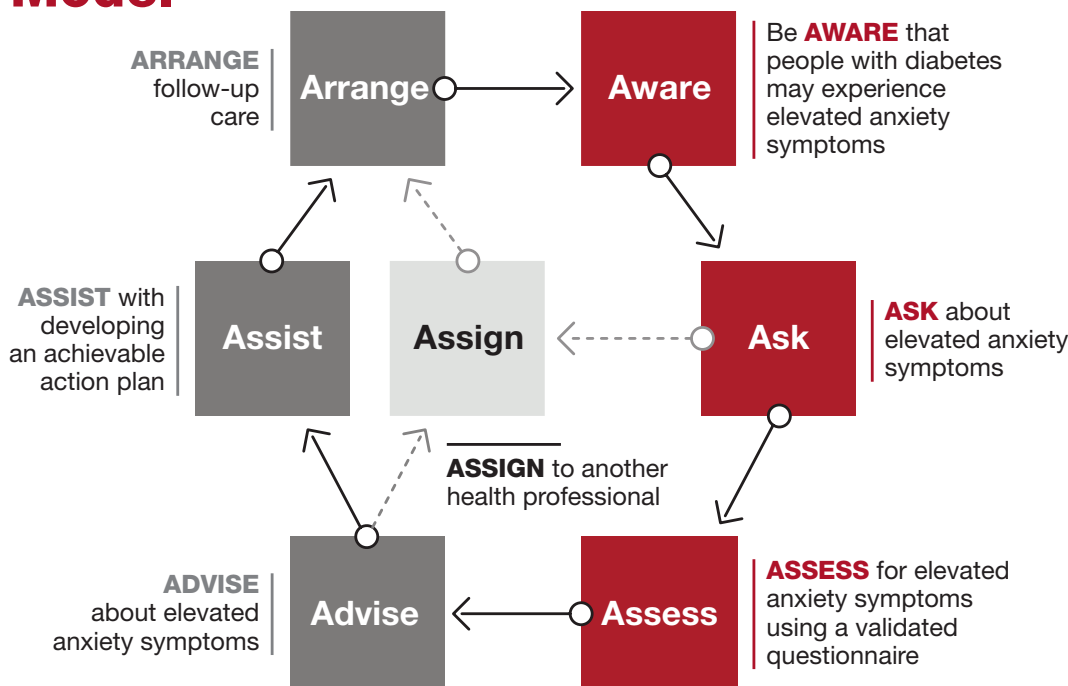 Model
ARRANGE
follow-up
care
Arrange
Aware
Be AWARE that
people with diabetes
may experience
elevated anxiety
symptoms
ASSIST with
developing
an achievable
action plan
Assist
Assign
Ask
ASK about
elevated anxiety
symptoms
ASSIGN to another
health professional
ADVISE
about elevated
anxiety symptoms
Advise
Assess
ASSESS for elevated
anxiety symptoms
using a validated
questionnaire